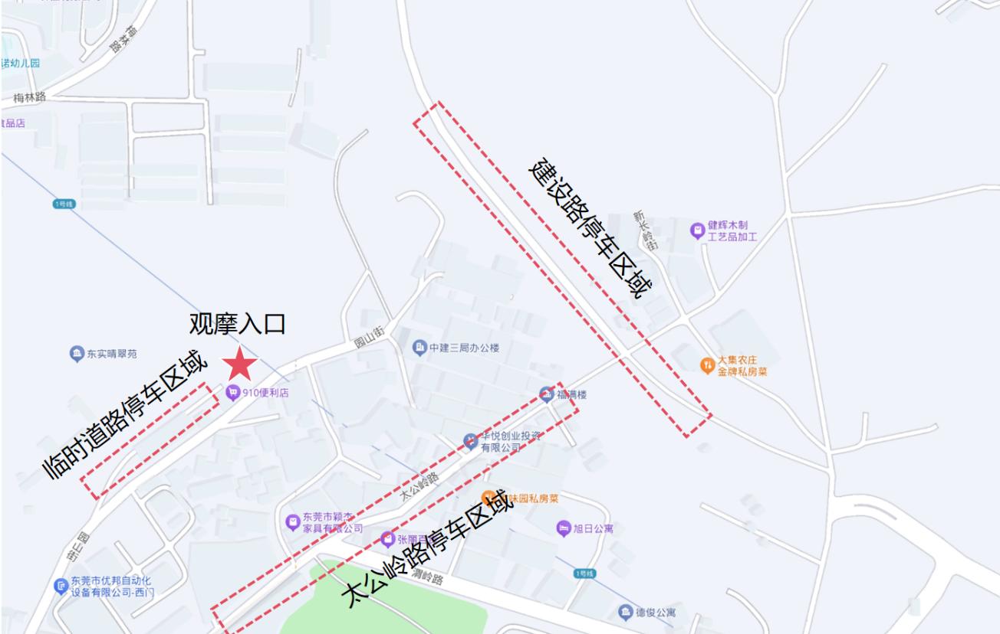 梅林路
诺幼儿园
梅林路
食品店
1号线
建设路停车区域
新长岭街
健辉木制
工艺品加工
观摩入口
园山街
东实晴翠苑
中建三局办公楼
大集农庄
金牌私房菜
临时道路停车区域
910便利店
福满楼
华悦创业投资
有限公司
太公岭路
味园私房菜
东莞市颖杰
家具有限公司
张丽百
旭日公寓
太公岭路停车区域
园山街
渭岭路
1号线
东莞市优邦自动化
设备有限公司-西门
德俊公寓